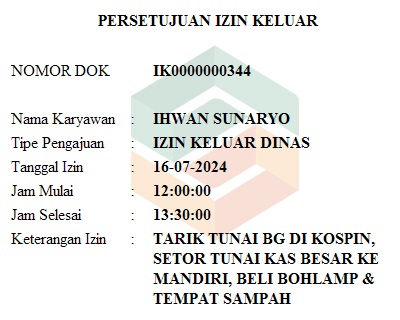 PERSETUJUAN IZIN KELUAR
NOMOR DOK IK0000000344
Nama Karyawan : IHWAN SUNARYO
Tipe Pengajuan : IZIN KELUAR DINAS
Tanggal Izin : 16-07-2024
Jam Mulai : 12:00:00
Jam Selesai : 13:30:00
Keterangan Izin : TARIK TUNAI BG DI KOSPIN,
SETOR TUNAI KAS BESAR KE
MANDIRI, BELI BOHLAMP &
TEMPAT SAMPAH